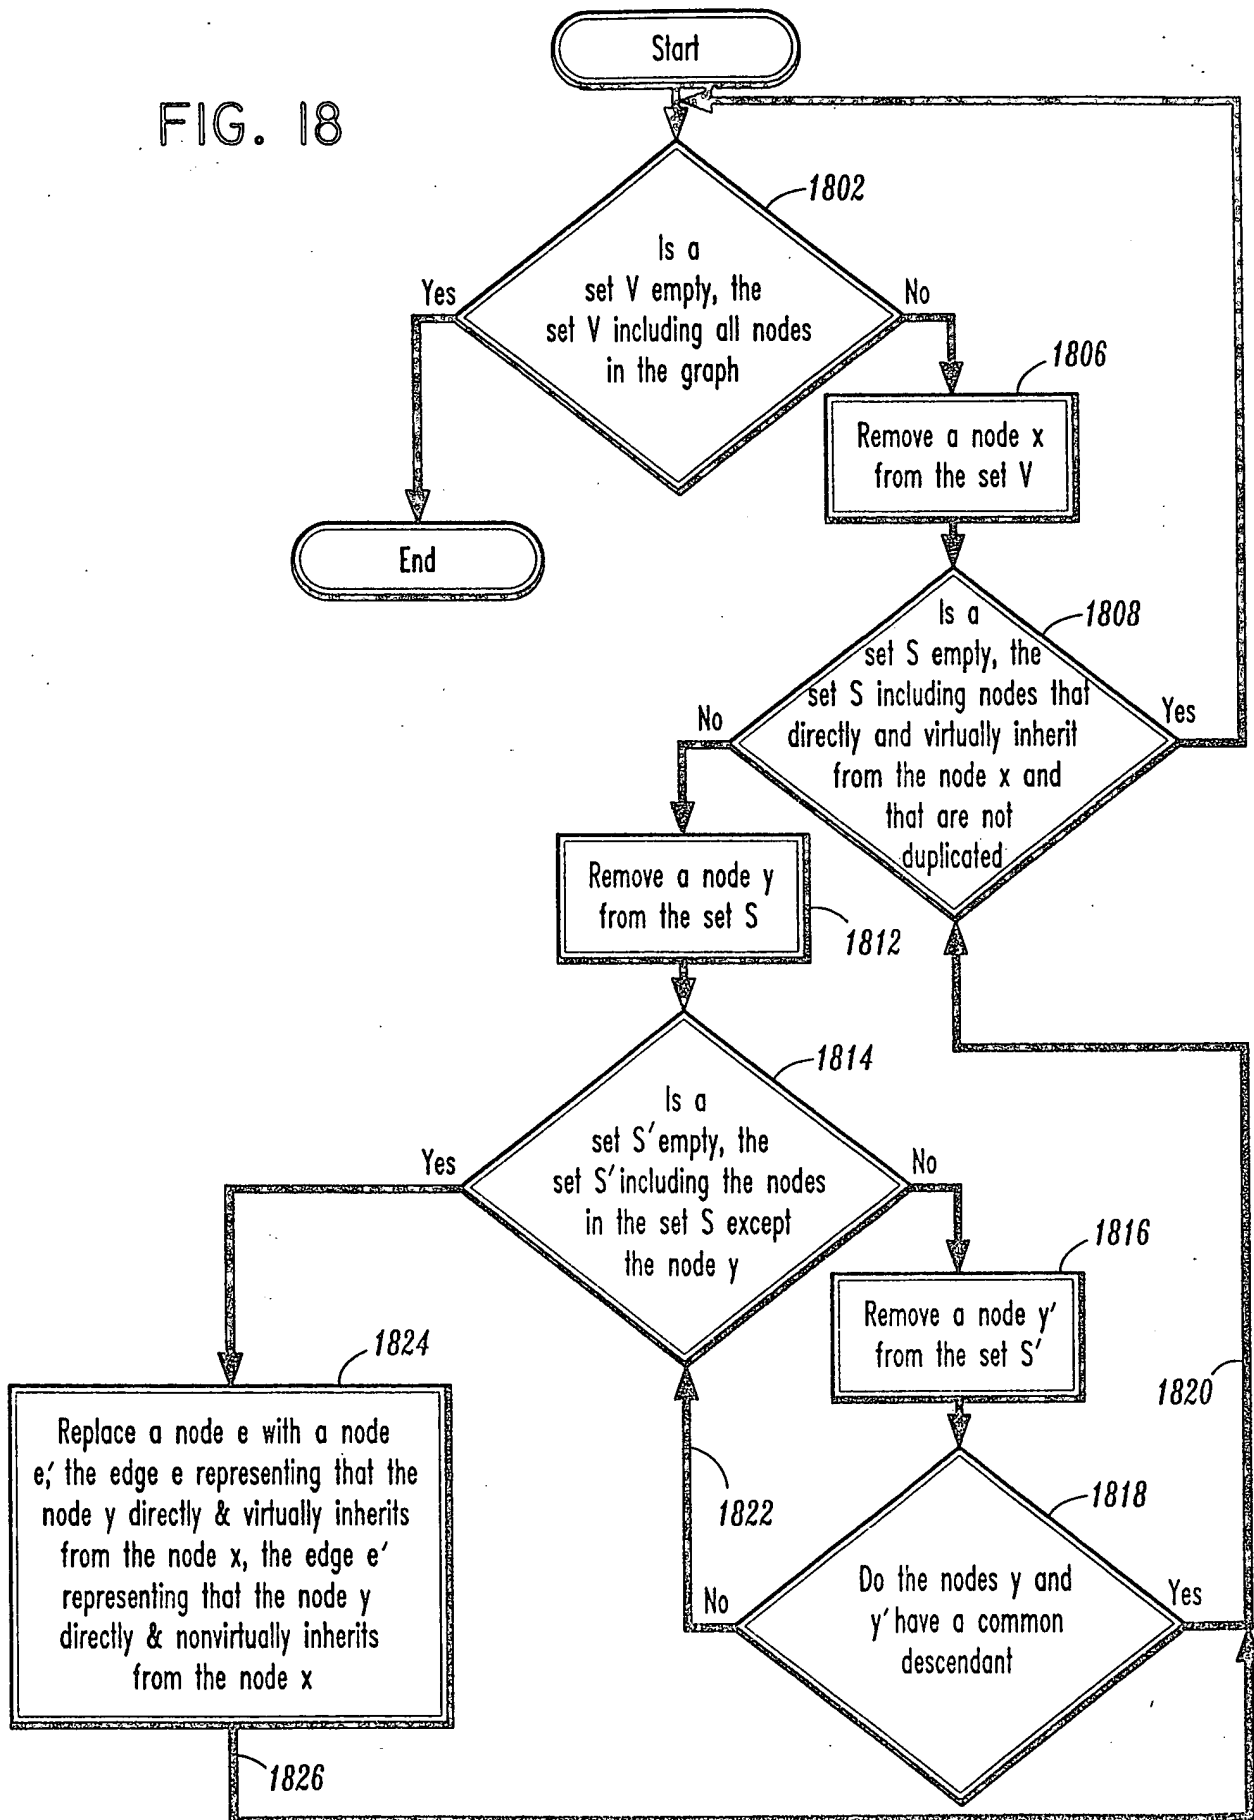 FIG. 18
Start
1802
Is a
set V empty, the
set V including all nodes
in the graph
Yes
No
1806
Remove a node x
from the set V
End
1808
Is a
set S empty, the
set S including nodes that
directly and virtually inherit
from the node x and
that are not
duplicated
No
Yes
Remove a node y
from the set S
1812
1814
Is a
set S' empty, the
set S' including the nodes
in the set S except
the node y
Yes
No
1816
Remove a node y'
from the set S'
1824
Replace a node e with a node
e,' the edge e representing that the
node y directly & virtually inherits
from the node x, the edge e'
representing that the node y
directly & nonvirtually inherits
from the node x
1820
1822
1818
Do the nodes y and
y' have a common
descendant
No
Yes
1826